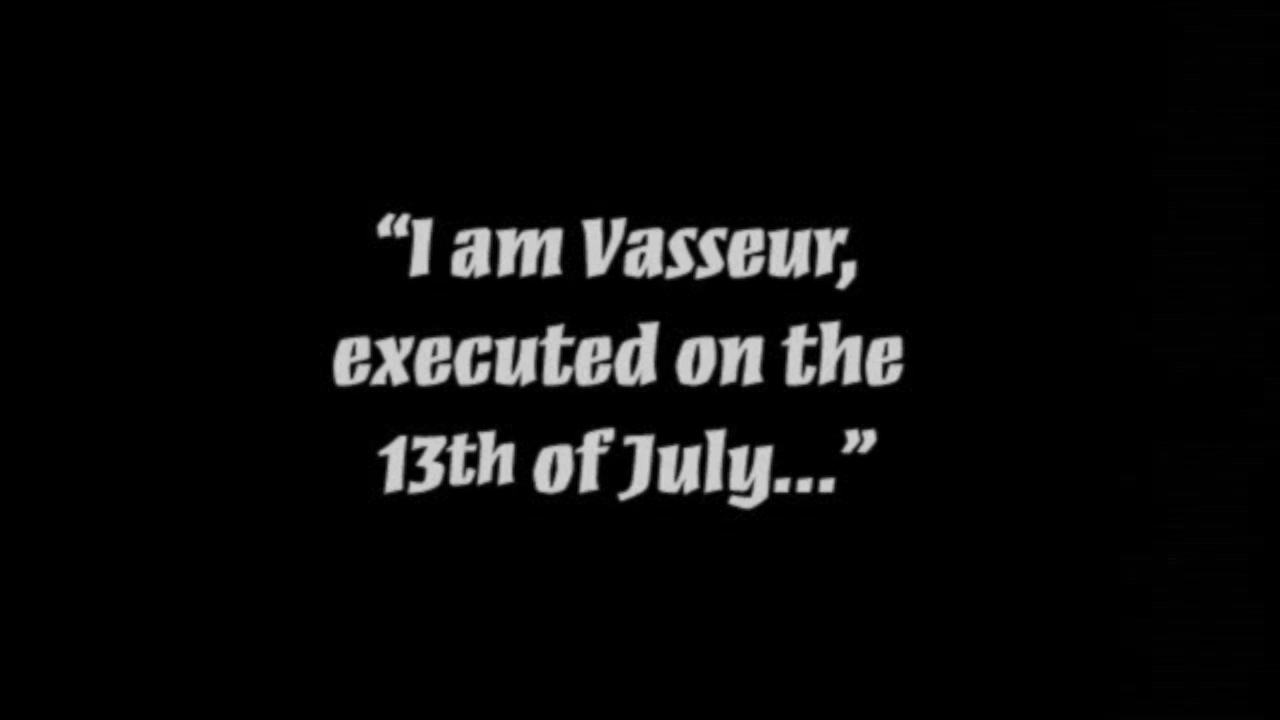 “I am Vasseur,
executed on the
13th of July...”